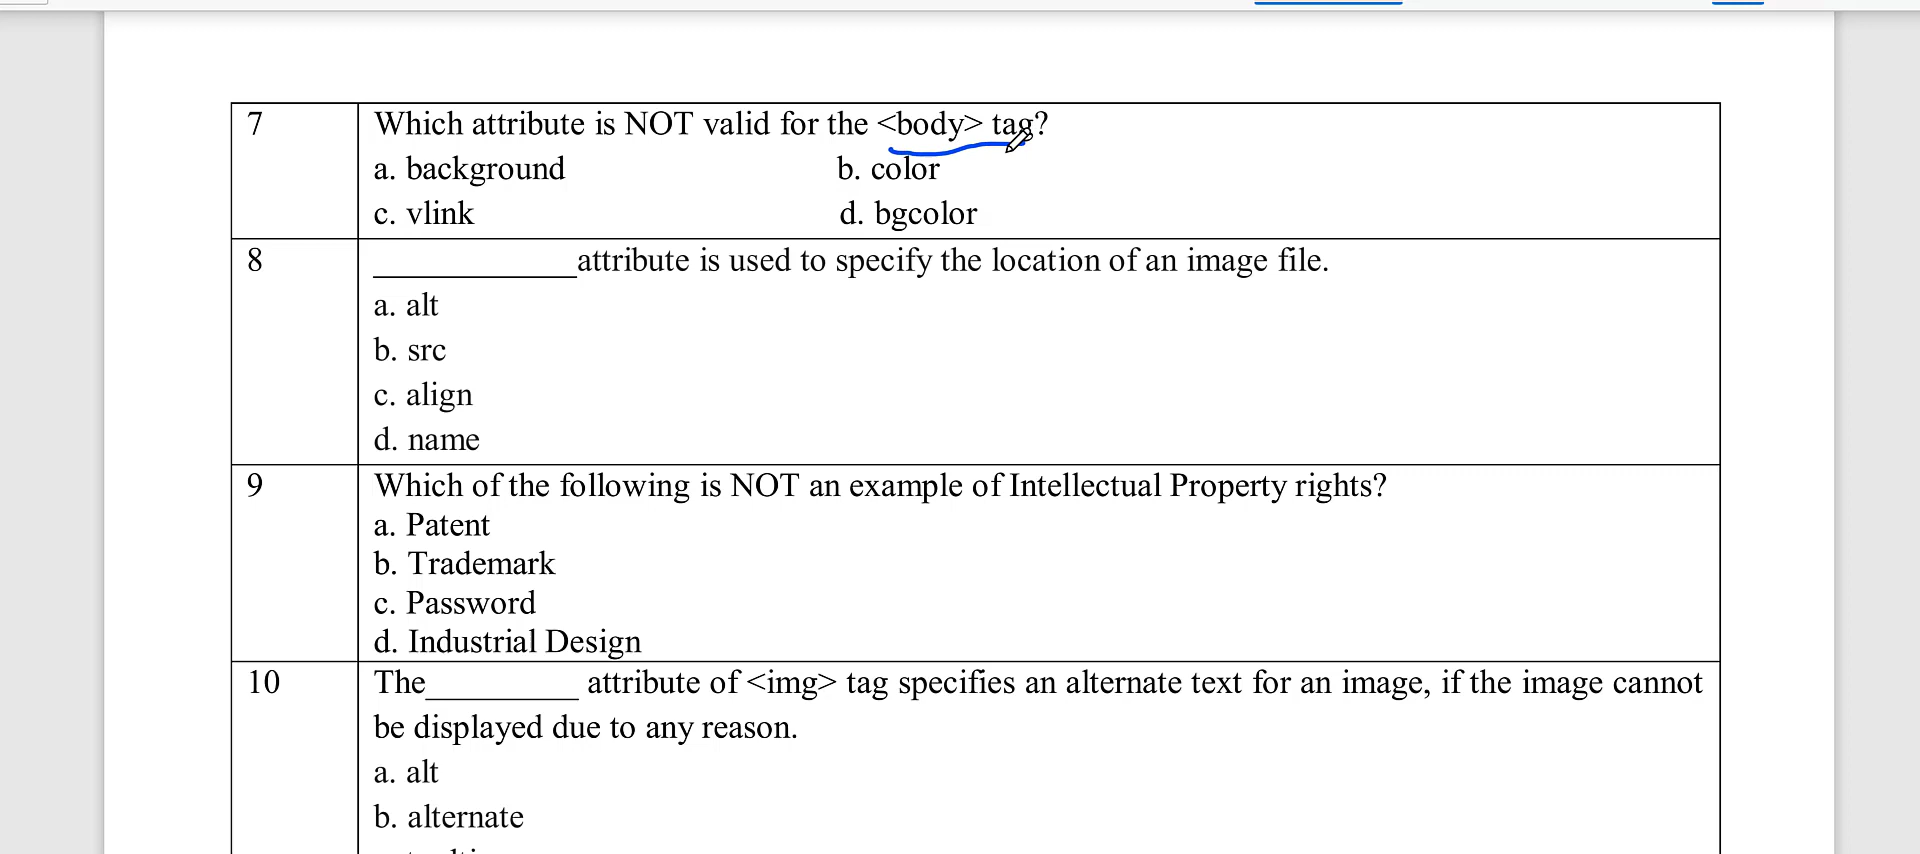 7
Which attribute is NOT valid for the <body> tag?
a. background b. color
c. vlink d. bgcolor
8
____________attribute is used to specify the location of an image file.
a. alt
b. src
c. align
d. name
9
Which of the following is NOT an example of Intellectual Property rights?
a. Patent
b. Trademark
c. Password
d. Industrial Design
10
The_________ attribute of <img> tag specifies an alternate text for an image, if the image cannot
be displayed due to any reason.
a. alt
b. alternate